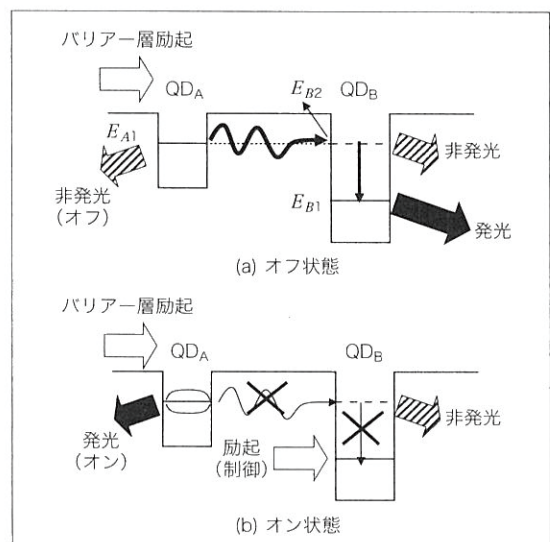 バリアー層励起
QDA
EB2
QDB
EA1
非発光
(オフ)
非発光
EB1
発光
(a) オフ状態
バリアー層励起
QDA
QDB
発光
(オン)
励起
(制御)
非発光
(b) オン状態